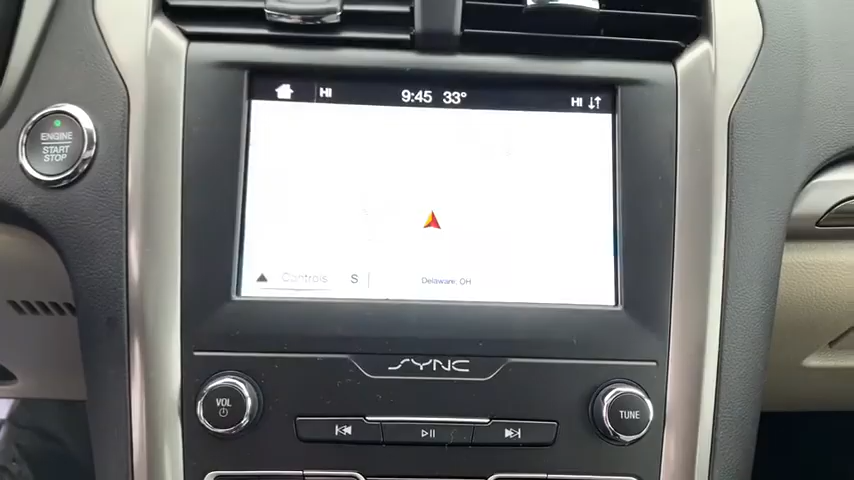 HI 9:45 33° HI
ENGINE
START
STOP
Controls S Delaware, OH
SYNC
VOL
TUNE